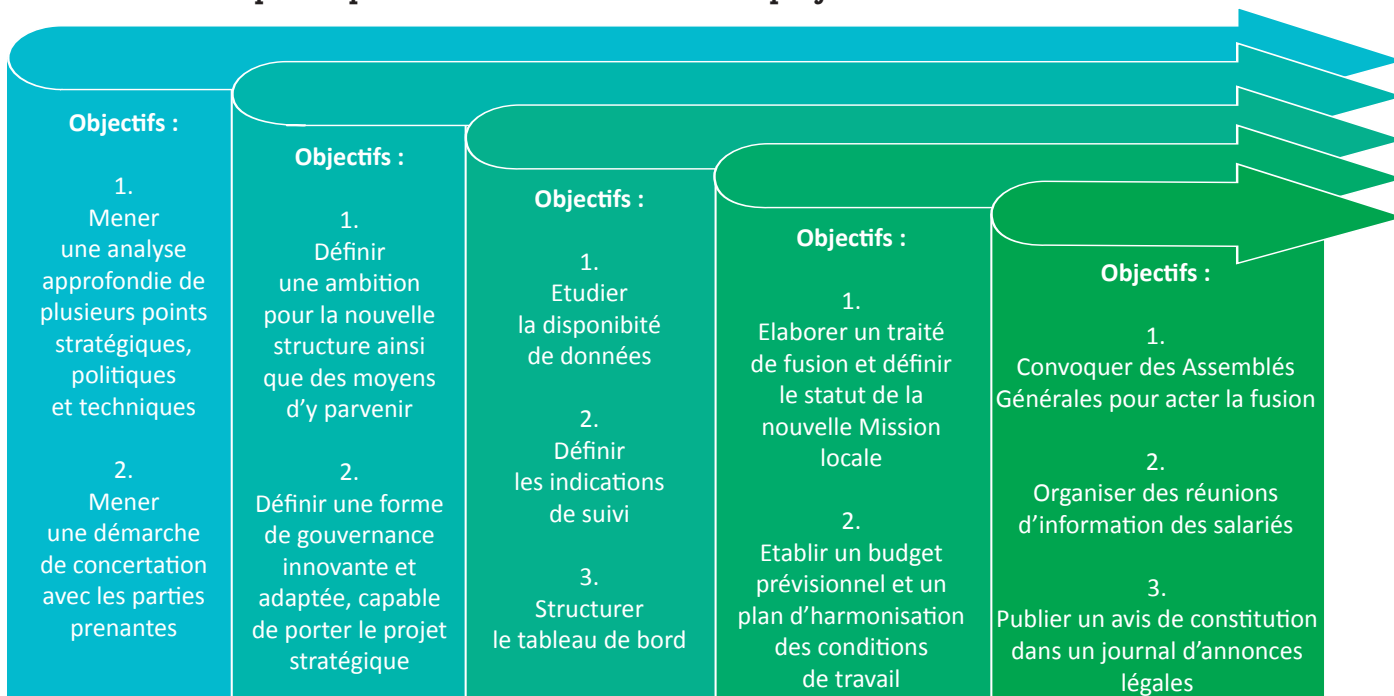 Objectifs :
1.
Mener
une analyse
approfondie de
plusieurs points
stratégiques,
politiques
et techniques
2.
Mener
une démarche
de concertation
avec les parties
prenantes
Objectifs :
1.
Définir
une ambition
pour la nouvelle
structure ainsi
que des moyens
d’y parvenir
2.
Définir une forme
de gouvernance
innovante et
adaptée, capable
de porter le projet
stratégique
Objectifs :
1.
Etudier
la disponibité
de données
2.
Définir
les indications
de suivi
3.
Structurer
le tableau de bord
Objectifs :
1.
Elaborer un traité
de fusion et définir
le statut de la
nouvelle Mission
locale
2.
Etablir un budget
prévisionnel et un
plan d’harmonisation
des conditions
de travail
Objectifs :
1.
Convoquer des Assemblés
Générales pour acter la fusion
2.
Organiser des réunions
d’information des salariés
3.
Publier un avis de constitution
dans un journal d’annonces
légales